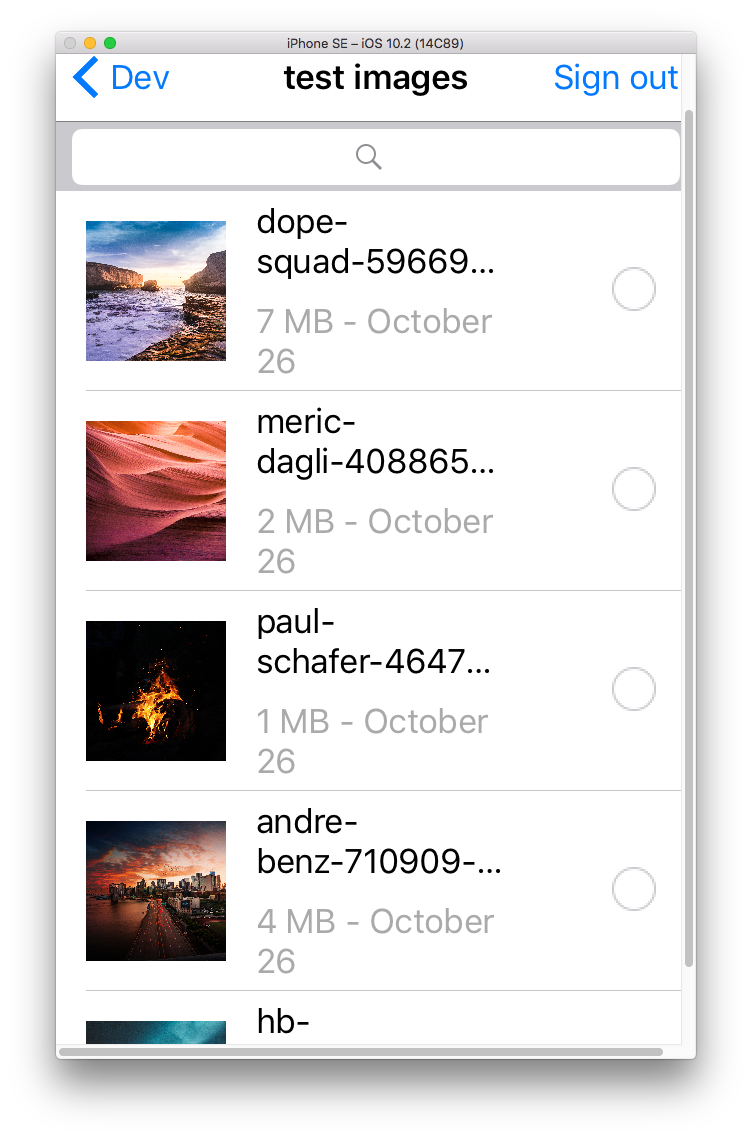 iPhone SE – iOS 10.2 (14C89)
Dev test images Sign out
dope-
squad-59669...
7 MB - October
26
meric-
dagli-408865...
2 MB - October
26
paul-
schafer-4647...
1 MB - October
26
andre-
benz-710909-...
4 MB - October
26
hb-